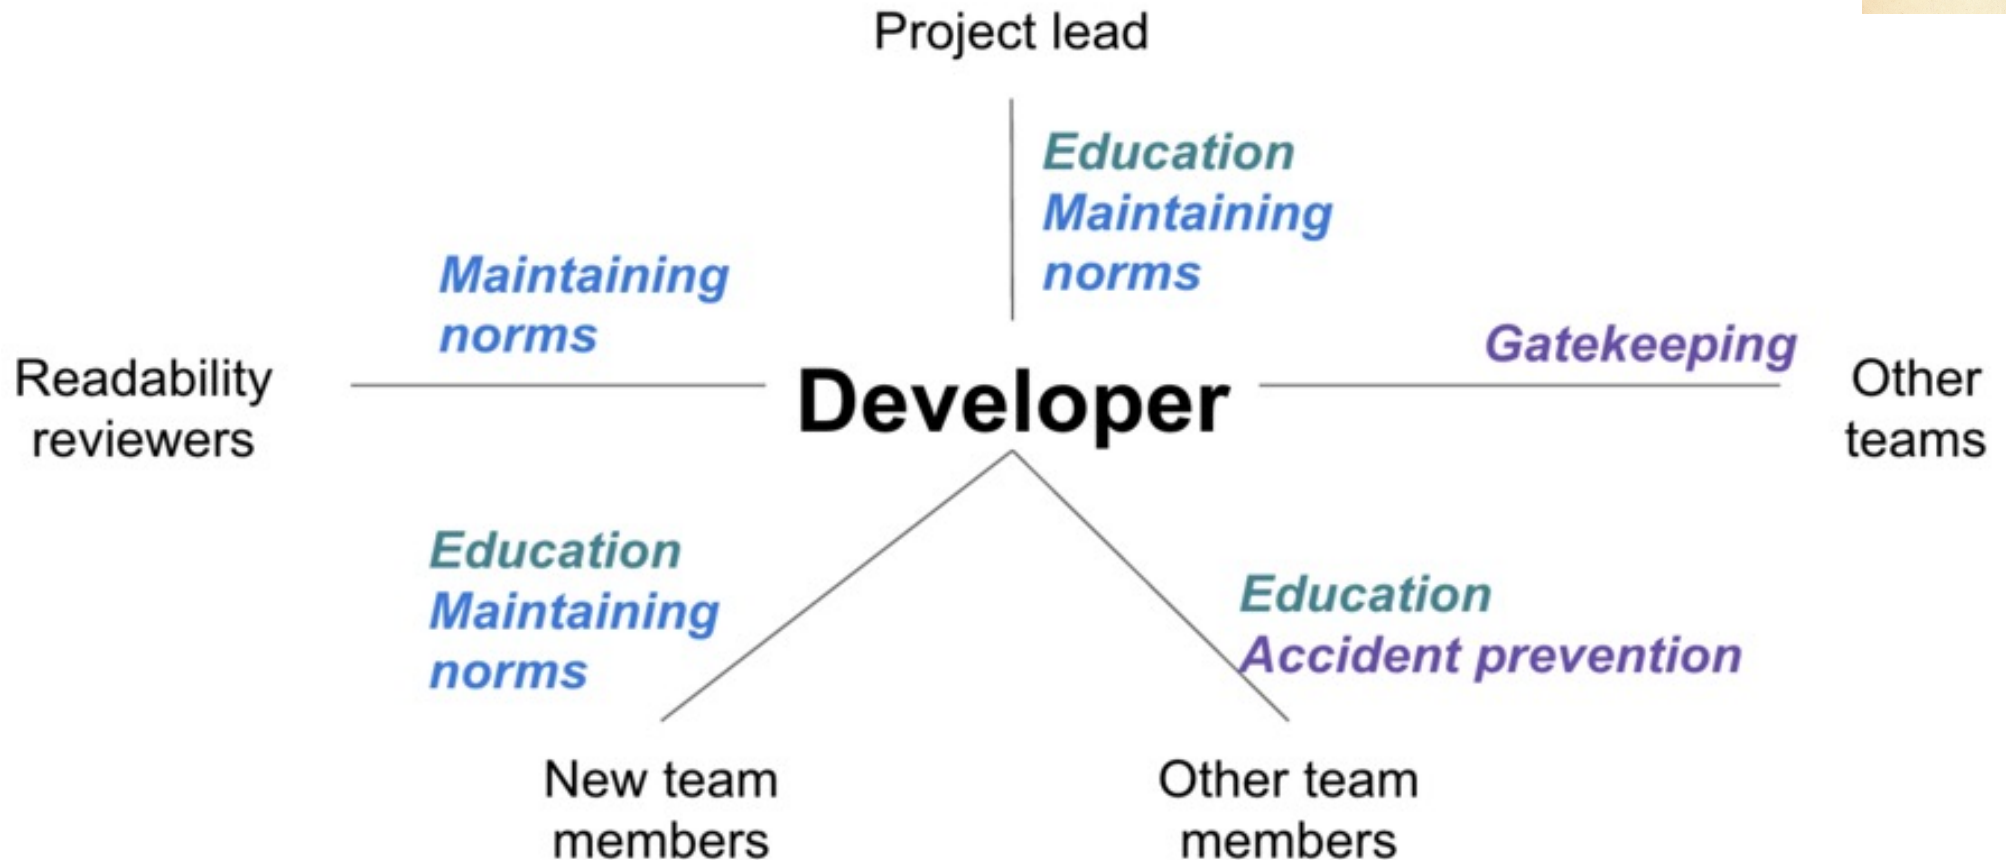 Project lead
Education
Maintaining
norms
Maintaining
norms
Gatekeeping
Readability
reviewers
Developer
Other
teams
Education
Maintaining
norms
Education
Accident prevention
New team
members
Other team
members